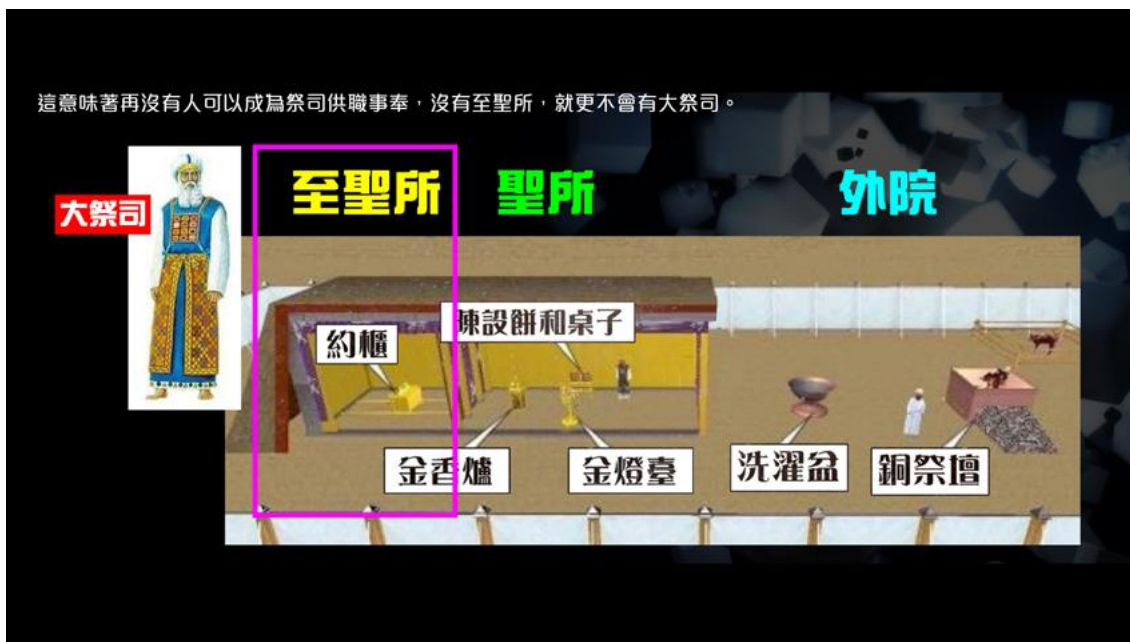 這意味著再沒有人可以成為祭司供職事奉，沒有至聖所，就更不會有大祭司。
大祭司
至聖所
聖所
外院
陳設餅和桌子
約櫃
金香爐
金燈臺
洗濯盆
銅祭壇